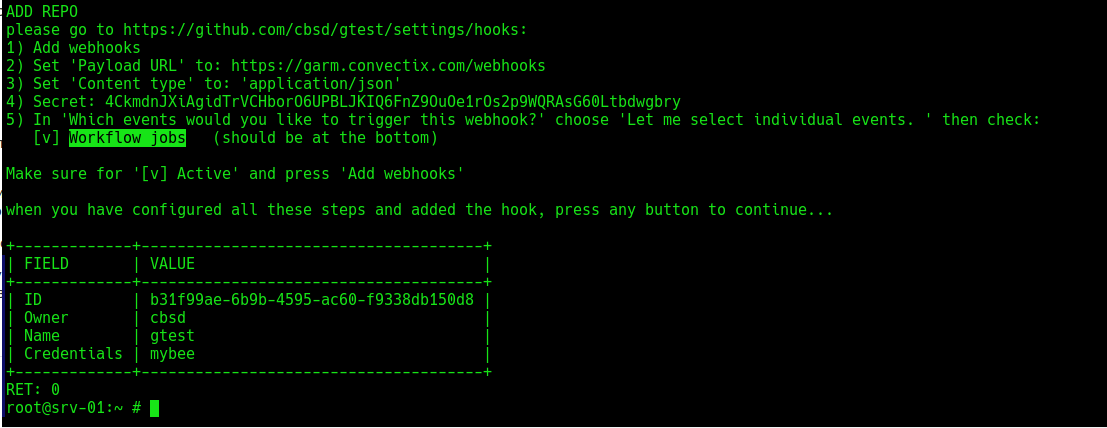 ADD REPO
please go to https://github.com/cbsd/gtest/settings/hooks:
1) Add webhooks
2) Set 'Payload URL' to: https://garm.convectix.com/webhooks
3) Set 'Content type' to: 'application/json'
4) Secret: 4CkmdnJXiAgidTrVCHborO6UPBLJKIQ6FnZ9OuOe1rOs2p9WQRAsG60Ltbdwgbry
5) In 'Which events would you like to trigger this webhook?' choose 'Let me select individual events. ' then check:
   [v] Workflow jobs   (should be at the bottom)
Make sure for '[v] Active' and press 'Add webhooks'
when you have configured all these steps and added the hook, press any button to continue...
+-------------+--------------------------------------+
| FIELD       | VALUE                                |
+-------------+--------------------------------------+
| ID          | b31f99ae-6b9b-4595-ac60-f9338db150d8 |
| Owner       | cbsd                                 |
| Name        | gtest                                |
| Credentials | mybee                                |
+-------------+--------------------------------------+
RET: 0
root@srv-01:~ #